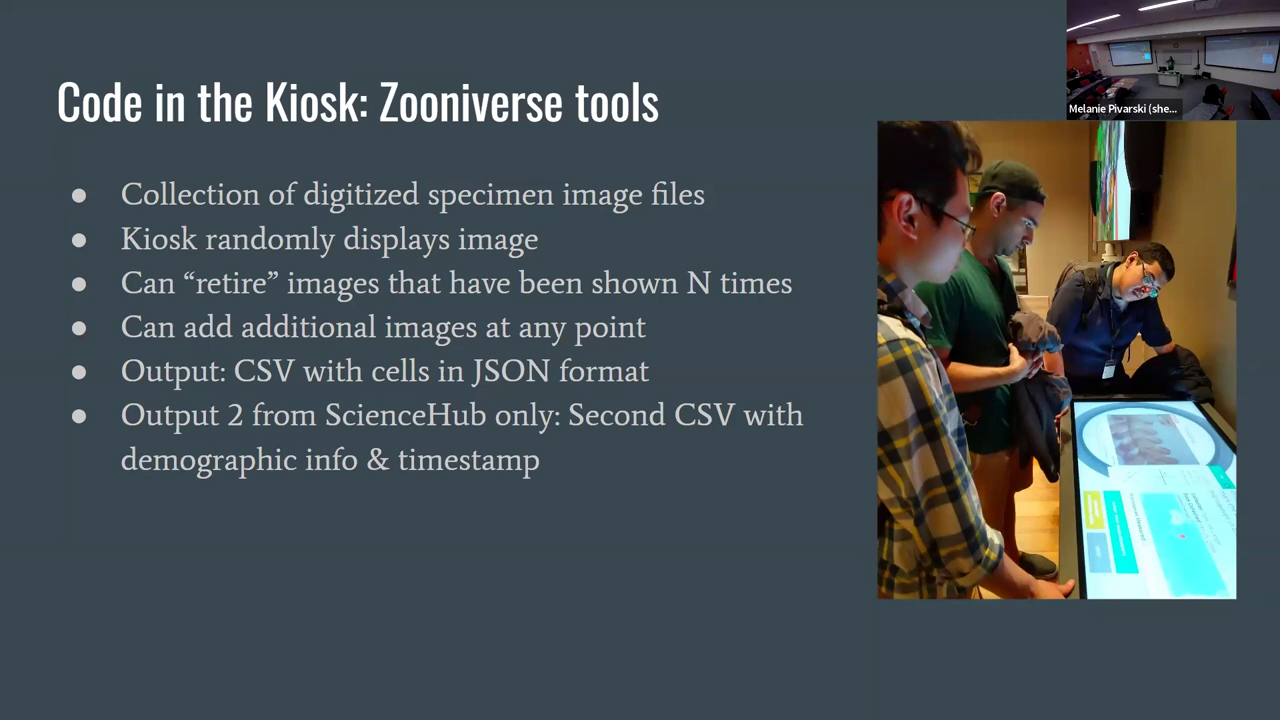 Melanie Pivarski (she...
Code in the Kiosk: Zooniverse tools
● Collection of digitized specimen image files
● Kiosk randomly displays image
● Can “retire” images that have been shown N times
● Can add additional images at any point
● Output: CSV with cells in JSON format
● Output 2 from ScienceHub only: Second CSV with
demographic info & timestamp